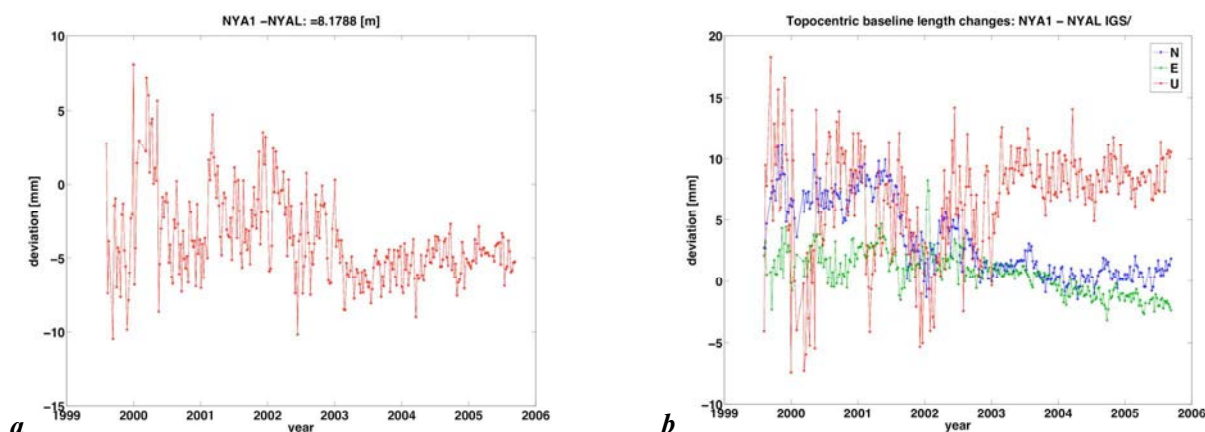 NYA1 −NYAL: =8.1788 [m]
10
5
0
−5
−10
−15
deviation [mm]
1999 2000 2001 2002 2003 2004 2005 2006
year
a
Topocentric baseline length changes: NYA1 − NYAL IGS/
20
15
10
5
0
−5
−10
deviation [mm]
N
E
U
1999 2000 2001 2002 2003 2004 2005 2006
year
b